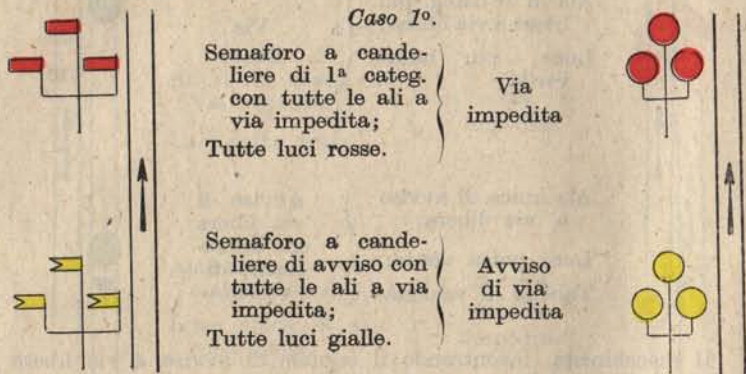 Caso 1º.
Semaforo a cande-
liere di 1ª categ.
con tutte le ali a
via impedita;
Tutte luci rosse.
Via
impedita
Semaforo a cande-
liere di avviso con
tutte le ali a via
impedita;
Tutte luci gialle.
Avviso
di via
impedita